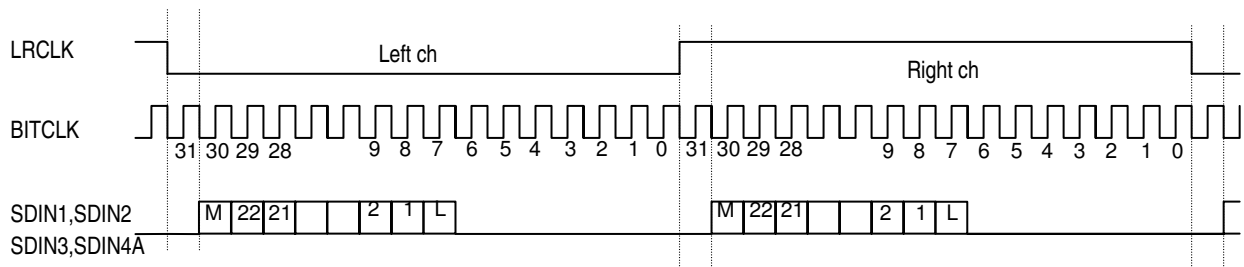 LRCLK
Left ch
Right ch
BITCLK
31 30 29 28 9 8 7 6 5 4 3 2 1 0 31 30 29 28 9 8 7 6 5 4 3 2 1 0
SDIN1,SDIN2
M 22 21 2 1 L M 22 21 2 1 L
SDIN3,SDIN4A